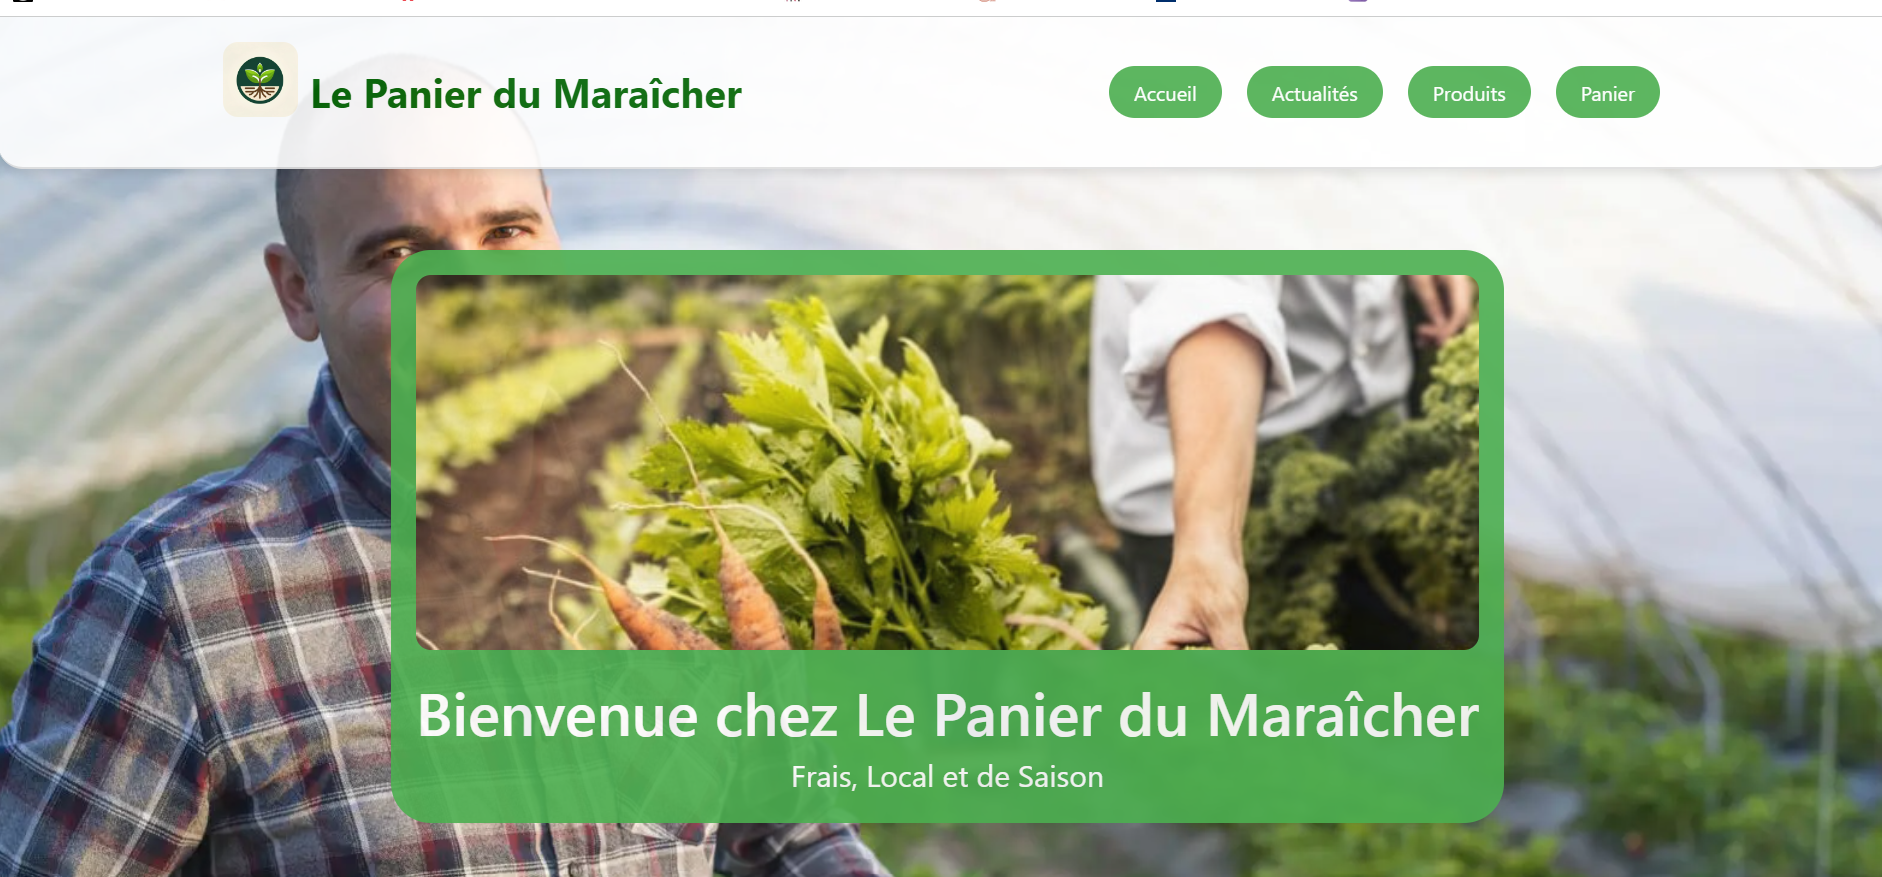 Le Panier du Maraîcher
Accueil
Actualités
Produits
Panier
Bienvenue chez Le Panier du Maraîcher
Frais, Local et de Saison